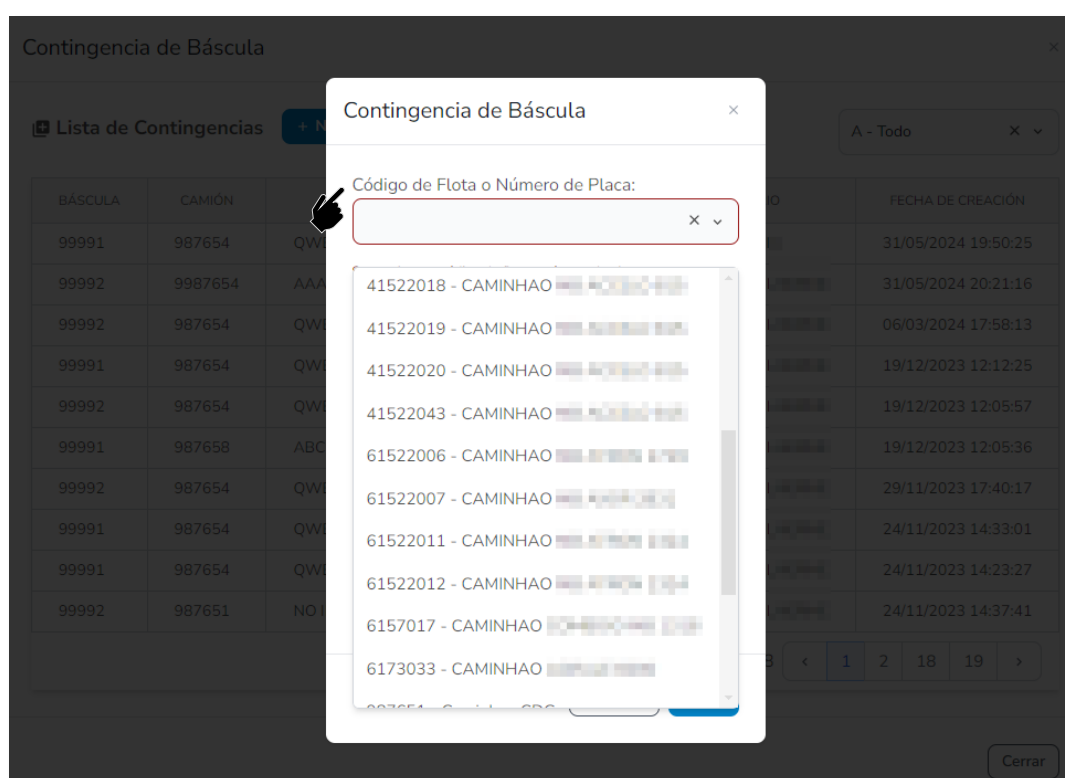 Contingencia de Báscula
Lista de Contingencias
+ N
A - Todo
BÁSCULA CAMIÓN IO FECHA DE CREACIÓN
99991 987654 QWE 31/05/2024 19:50:25
99992 9987654 AAA 31/05/2024 20:21:16
99992 987654 QWE 06/03/2024 17:58:13
99991 987654 QWE 19/12/2023 12:12:25
99992 987654 QWE 19/12/2023 12:05:57
99991 987658 ABC 19/12/2023 12:05:36
99992 987654 QWE 29/11/2023 17:40:17
99991 987654 QWE 24/11/2023 14:33:01
99991 987654 QWE 24/11/2023 14:23:27
99992 987651 NO I 24/11/2023 14:37:41
1 2 18 19
Cerrar
Contingencia de Báscula
Código de Flota o Número de Placa:
41522018 - CAMINHAO
41522019 - CAMINHAO
41522020 - CAMINHAO
41522043 - CAMINHAO
61522006 - CAMINHAO
61522007 - CAMINHAO
61522011 - CAMINHAO
61522012 - CAMINHAO
6157017 - CAMINHAO
6173033 - CAMINHAO